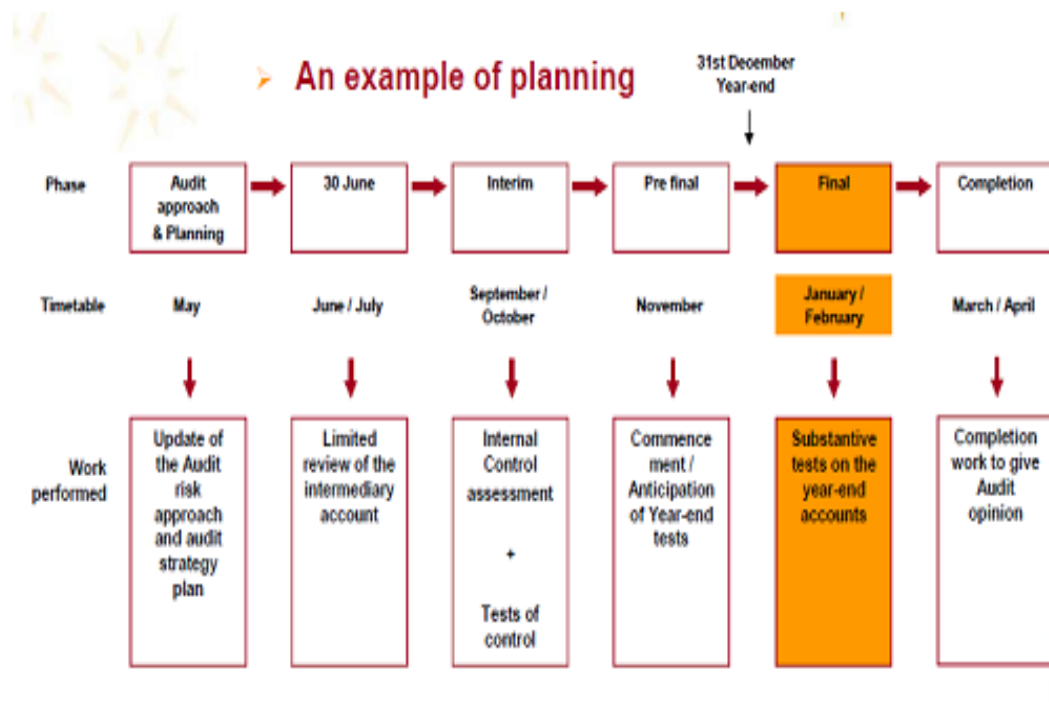 An example of planning
31st December
Year-end
Phase
Audit
approach
& Planning
30 June
Interim
Pre final
Final
Completion
Timetable
May
June / July
September /
October
November
January /
February
March / April
Work
performed
Update of
the Audit
risk
approach
and audit
strategy
plan
Limited
review of the
intermediary
account
Internal
Control
assessment
+
Tests of
control
Commence
ment /
Anticipation
of Year-end
tests
Substantive
tests on the
year-end
accounts
Completion
work to give
Audit
opinion